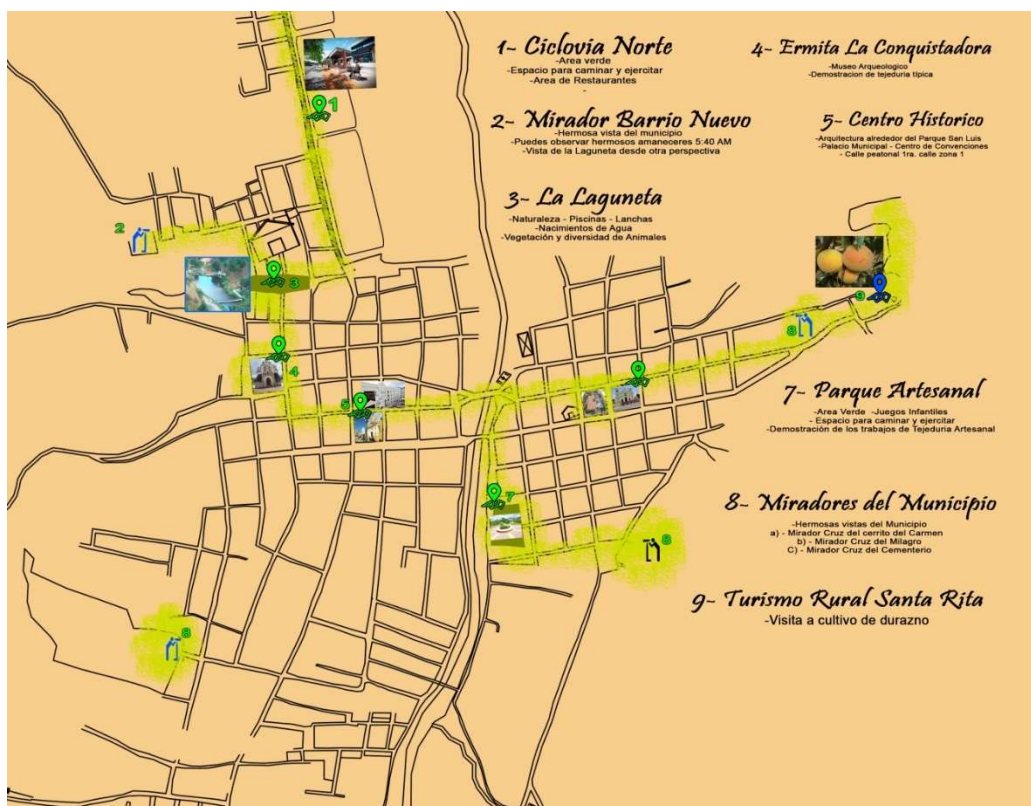 1- Ciclovia Norte
-Area verde
-Espacio para caminar y ejercitar
-Area de Restaurantes
-
2- Mirador Barrio Nuevo
-Hermosa vista del municipio
-Puedes observar hermosos amaneceres 5:40 AM
-Vista de la Laguneta desde otra perspectiva
3- La Laguneta
-Naturaleza - Piscinas - Lanchas
-Nacimientos de Agua
-Vegetación y diversidad de Animales
4- Ermita La Conquistadora
-Museo Arqueologico
-Demostracion de tejeduria típica
5- Centro Historico
-Arquitectura alrededor del Parque San Luis
-Palacio Municipal - Centro de Convenciones
- Calle peatonal 1ra. calle zona 1
7- Parque Artesanal
-Area Verde -Juegos Infantiles
- Espacio para caminar y ejercitar
-Demostración de los trabajos de Tejeduria Artesanal
8- Miradores del Municipio
-Hermosas vistas del Municipio
a) - Mirador Cruz del cerrito del Carmen
b) - Mirador Cruz del Milagro
C) - Mirador Cruz del Cementerio
9- Turismo Rural Santa Rita
-Visita a cultivo de durazno
1
2
3
4
5
7
8
8
8
9